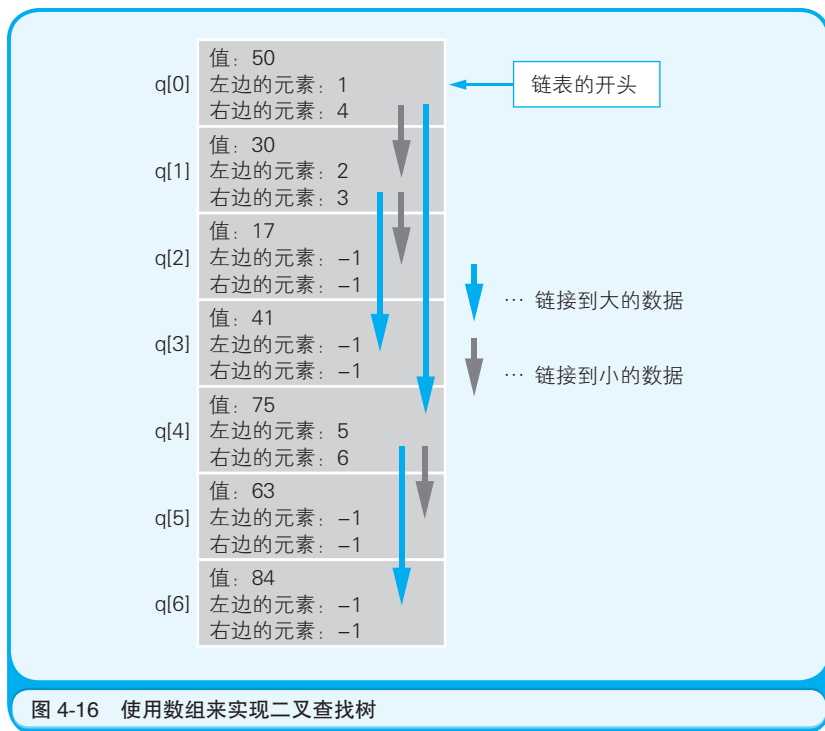 值：50
q[0] 左边的元素：1
右边的元素：4
链表的开头
值：30
q[1] 左边的元素：2
右边的元素：3
值：17
q[2] 左边的元素：–1
右边的元素：–1
值：41
q[3] 左边的元素：–1
右边的元素：–1
… 链接到大的数据
… 链接到小的数据
值：75
q[4] 左边的元素：5
右边的元素：6
值：63
q[5] 左边的元素：–1
右边的元素：–1
值：84
q[6] 左边的元素：–1
右边的元素：–1
图 4-16 使用数组来实现二叉查找树